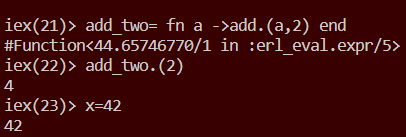 iex(21)> add_two= fn a ->add.(a,2) end
#Function<44.65746770/1 in :erl_eval.expr/5>
iex(22)> add_two.(2)
4
iex(23)> x=42
42